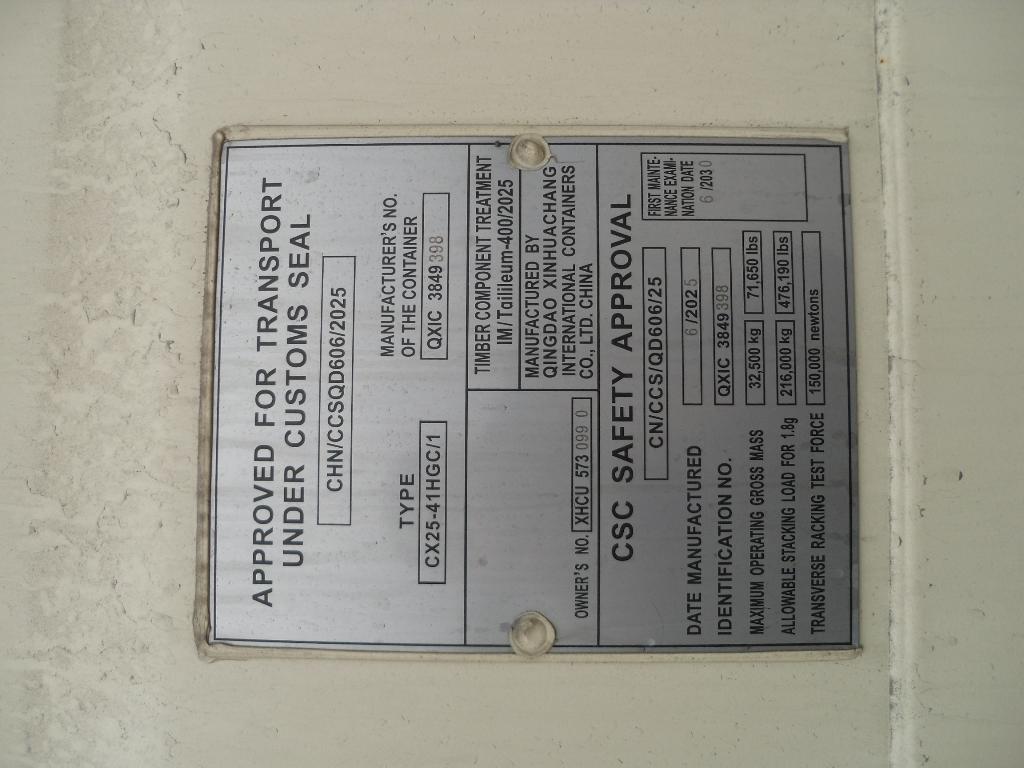 APPROVED FOR TRANSPORT
UNDER CUSTOMS SEAL
CHN/CCSQD606/2025
TYPE
CX25-41HGC/1
MANUFACTURER'S NO.
OF THE CONTAINER
QXIC 3849398
TIMBER COMPONENT TREATMENT
IM/Tailileum-400/2025
MANUFACTURED BY
QINGDAO XINHUACHANG
INTERNATIONAL CONTAINERS
CO., LTD. CHINA
OWNER'S NO. XHCU 573 099 0
CSC SAFETY APPROVAL
CN/CCS/QD606/25
DATE MANUFACTURED 6/2025
IDENTIFICATION NO. QXIC 3849398
MAXIMUM OPERATING GROSS MASS 32,500 kg 71,650 lbs
ALLOWABLE STACKING LOAD FOR 1.8g 216,000 kg 476,190 lbs
TRANSVERSE RACKING TEST FORCE 150,000 newtons
FIRST MAINTE-
NANCE EXAMI-
NATION DATE
6/2030